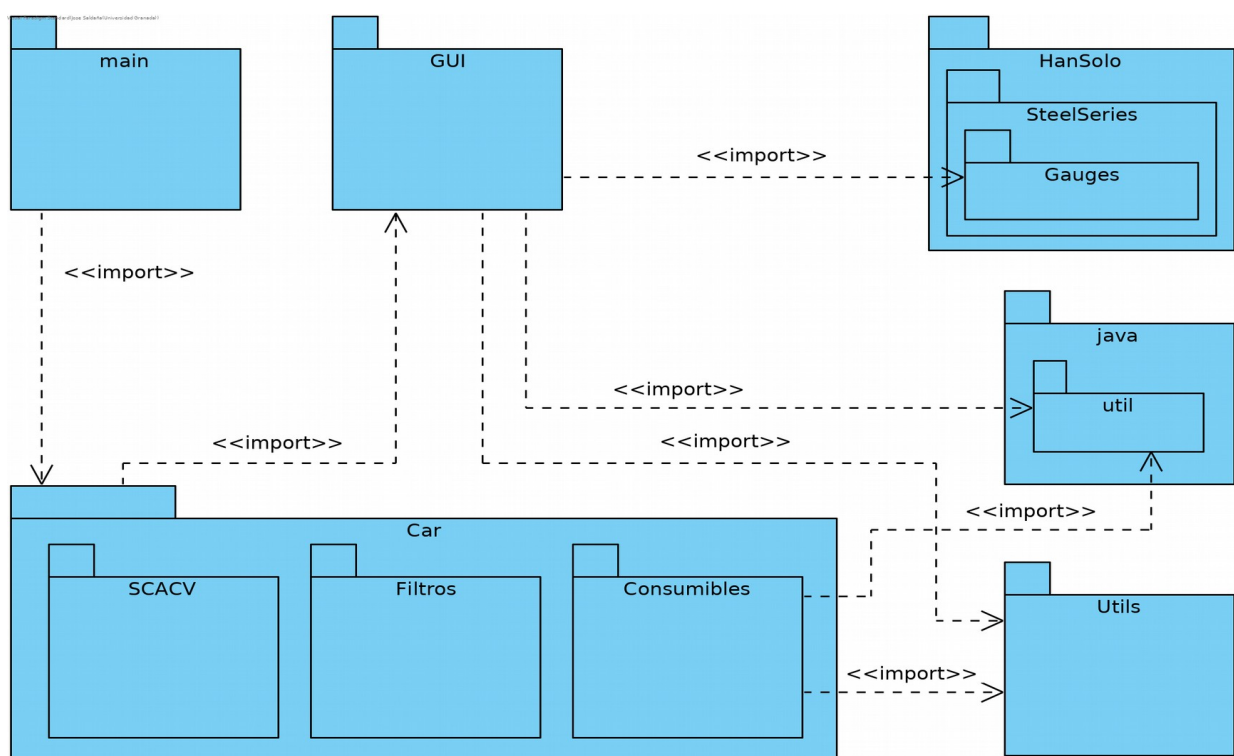 main
GUI
HanSolo
SteelSeries
Gauges
<<import>>
<<import>>
java
util
<<import>>
<<import>>
<<import>>
<<import>>
Car
SCACV
Filtros
Consumibles
Utils
<<import>>